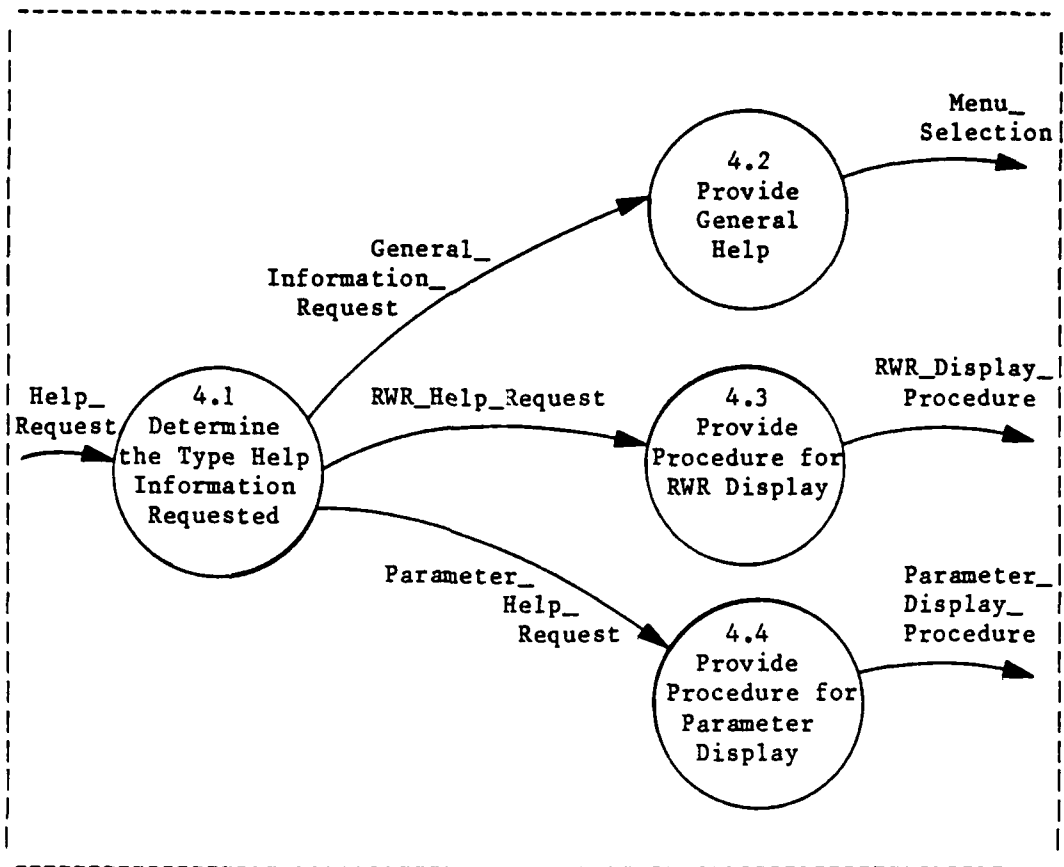 Menu_
Selection
4.2
Provide
General
Help
General_
Information_
Request
Help_
Request
4.1
Determine
the Type Help
Information
Requested
RWR_Help_Request
4.3
Provide
Procedure for
RWR Display
RWR_Display_
Procedure
Parameter_
Help_
Request
4.4
Provide
Procedure for
Parameter
Display
Parameter_
Display_
Procedure